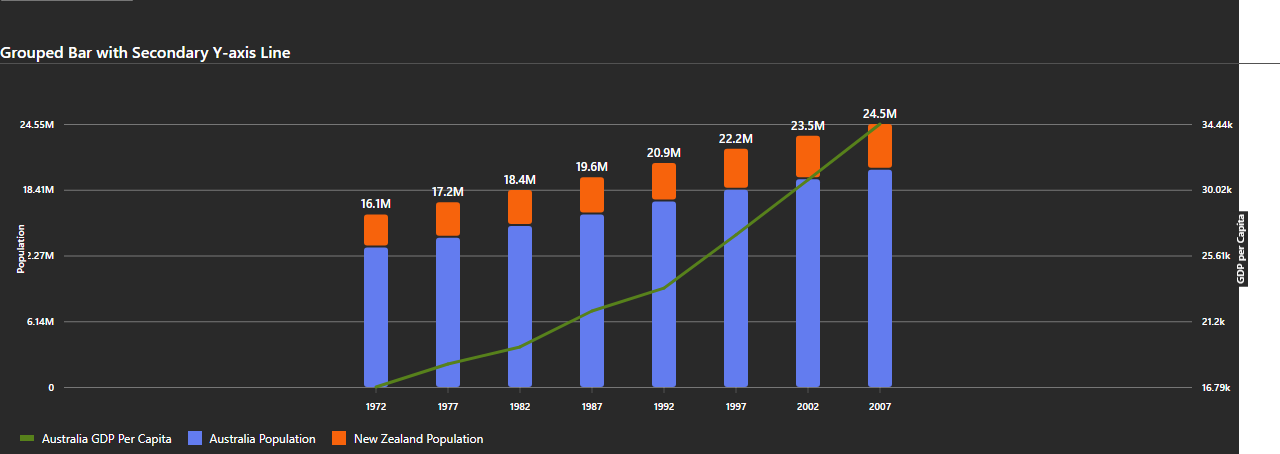 Grouped Bar with Secondary Y-axis Line
24.5M
23.5M
22.2M
20.9M
19.6M
18.4M
17.2M
16.1M
24.55M
18.41M
2.27M
6.14M
0
Population
34.44k
30.02k
25.61k
21.2k
16.79k
GDP per Capita
1972 1977 1982 1987 1992 1997 2002 2007
Australia GDP Per Capita Australia Population New Zealand Population